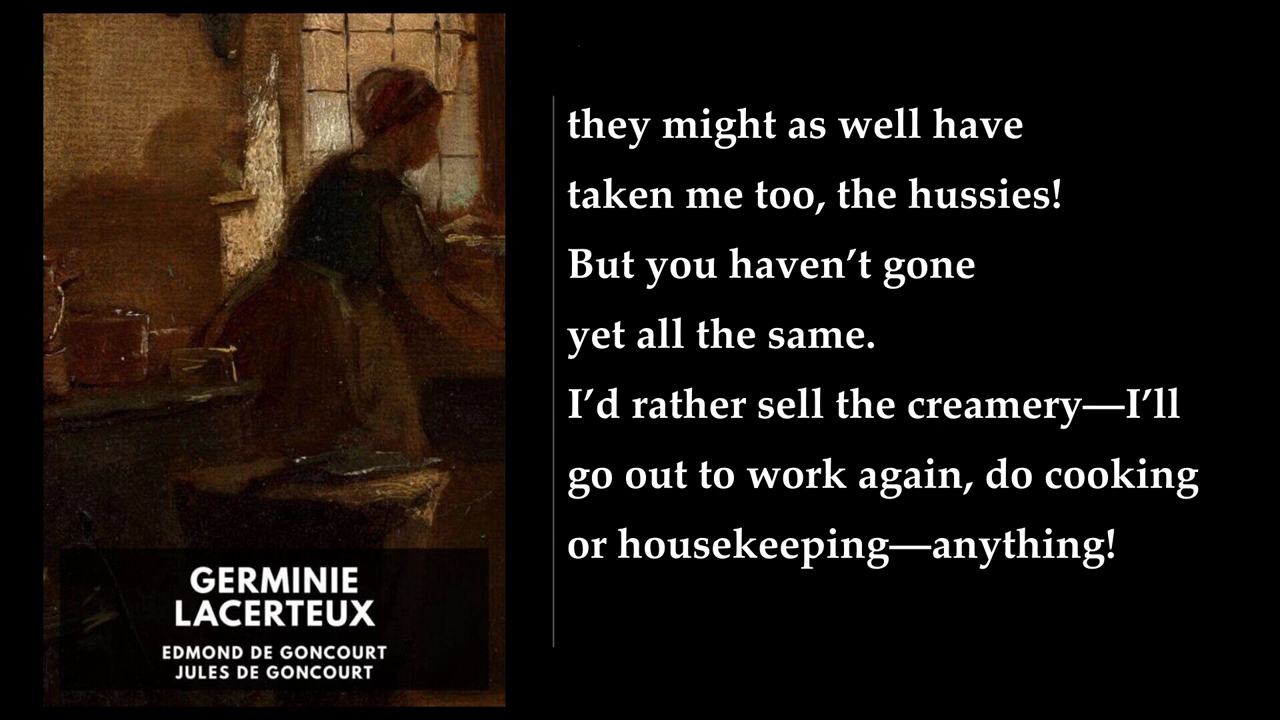 they might as well have
taken me too, the hussies!
But you haven’t gone
yet all the same.
I’d rather sell the creamery—I’ll
go out to work again, do cooking
or housekeeping—anything!
GERMINIE
LACERTEUX
EDMOND DE GONCOURT
JULES DE GONCOURT